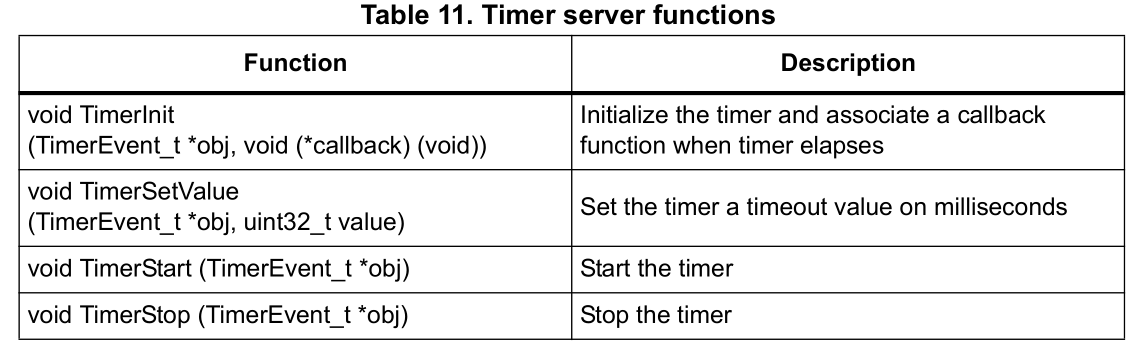 Table 11. Timer server functions
Function
Description
void TimerInit
(TimerEvent_t *obj, void (*callback) (void))
Initialize the timer and associate a callback
function when timer elapses
void TimerSetValue
(TimerEvent_t *obj, uint32_t value)
Set the timer a timeout value on milliseconds
void TimerStart (TimerEvent_t *obj)
Start the timer
void TimerStop (TimerEvent_t *obj)
Stop the timer